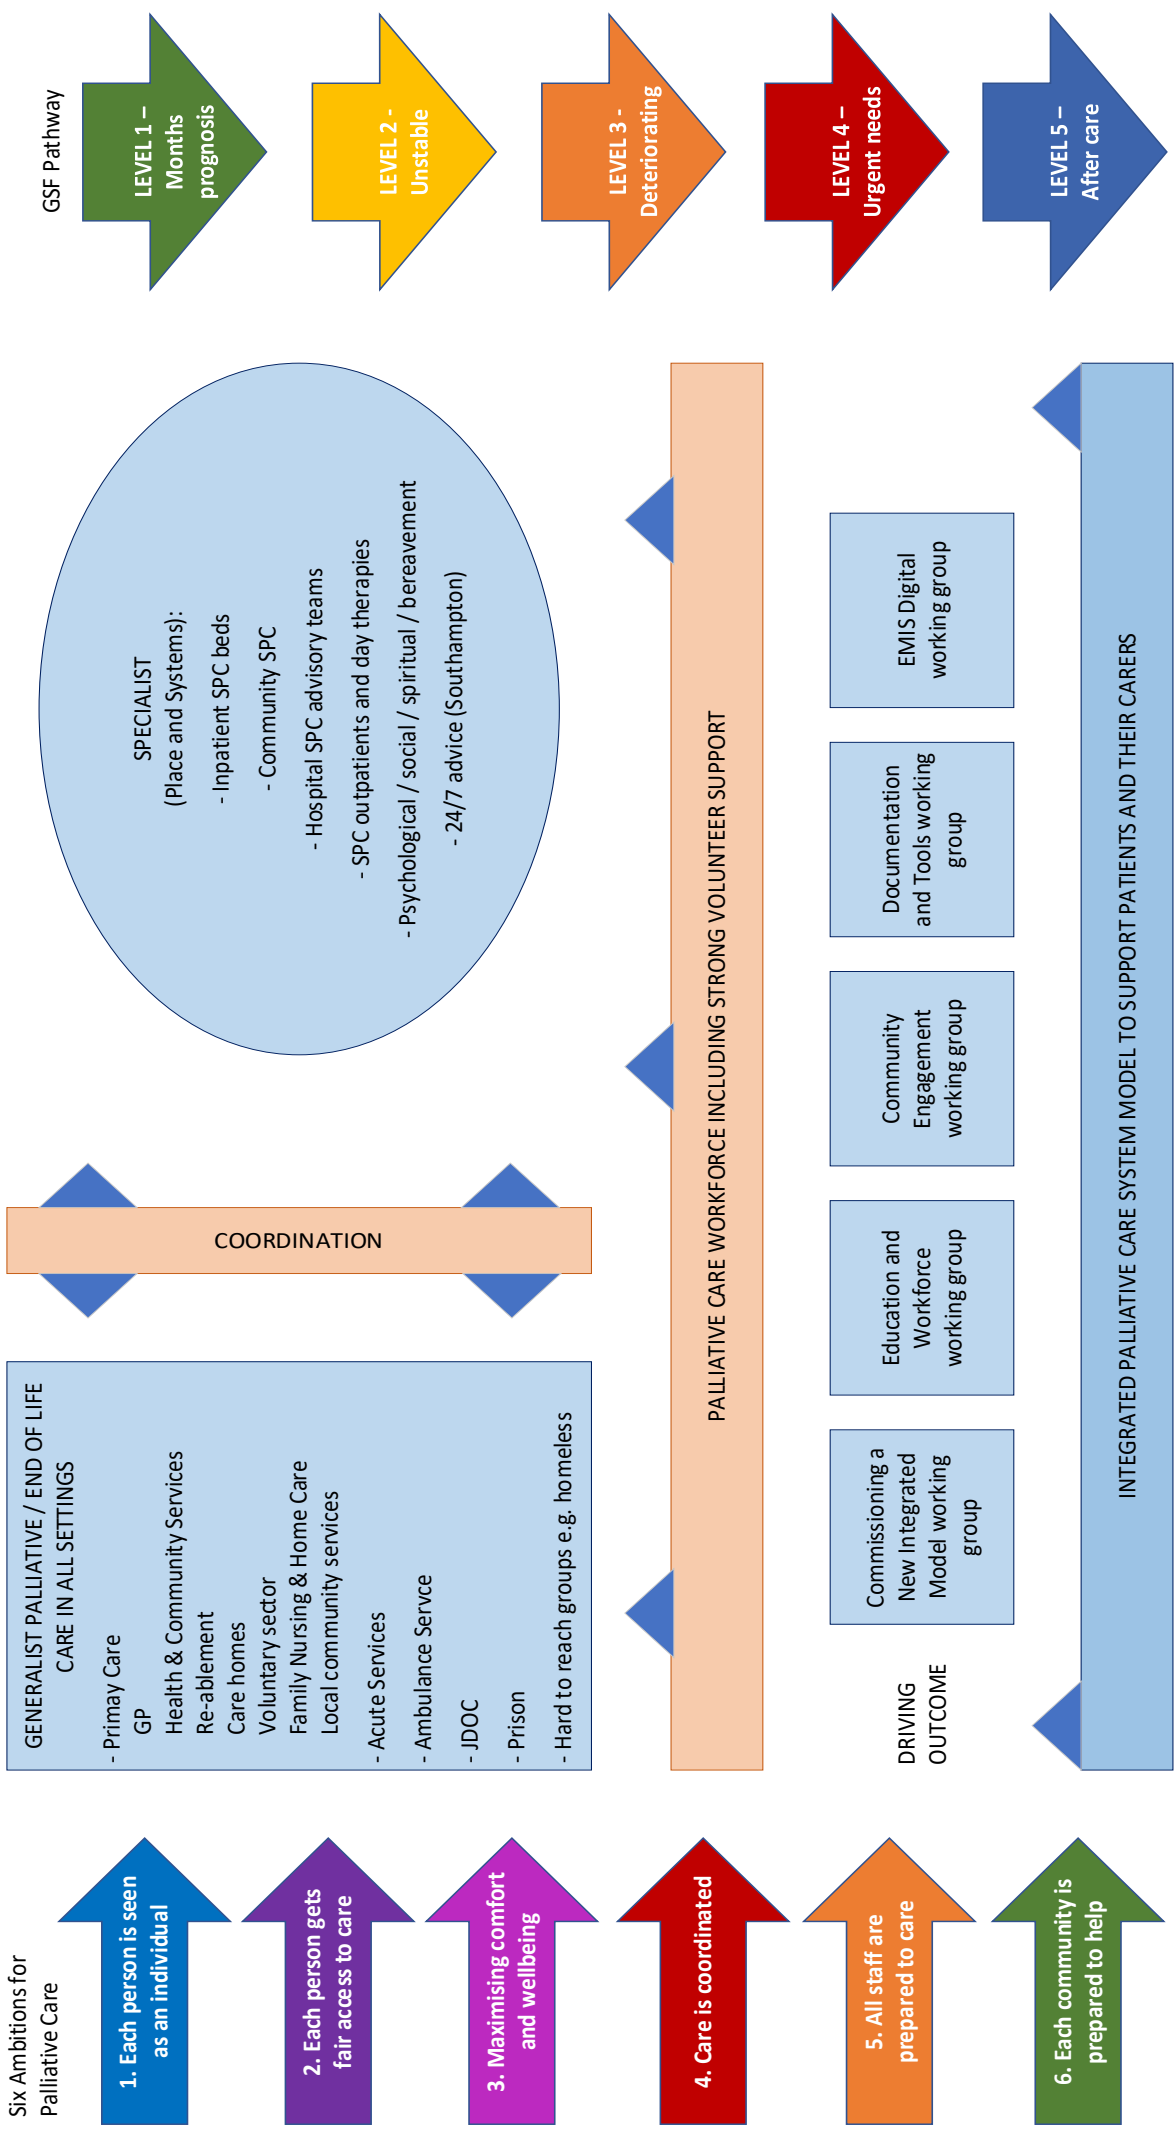 Six Ambitions for
Palliative Care
1. Each person is seen
as an individual
2. Each person gets
fair access to care
3. Maximising comfort
and wellbeing
4. Care is coordinated
5. All staff are
prepared to care
6. Each community is
prepared to help
GENERALIST PALLIATIVE / END OF LIFE
CARE IN ALL SETTINGS
- Primay Care
GP
Health & Community Services
Re-ablement
Care homes
Voluntary sector
Family Nursing & Home Care
Local community services
- Acute Services
- Ambulance Servce
- JDOC
- Prison
- Hard to reach groups e.g. homeless
COORDINATION
SPECIALIST
(Place and Systems):
- Inpatient SPC beds
- Community SPC
- Hospital SPC advisory teams
- SPC outpatients and day therapies
- Psychological / social / spiritual / bereavement
- 24/7 advice (Southampton)
PALLIATIVE CARE WORKFORCE INCLUDING STRONG VOLUNTEER SUPPORT
DRIVING
OUTCOME
Commissioning a
New Integrated
Model working
group
Education and
Workforce
working group
Community
Engagement
working group
Documentation
and Tools working
group
EMIS Digital
working group
INTEGRATED PALLIATIVE CARE SYSTEM MODEL TO SUPPORT PATIENTS AND THEIR CARERS
GSF Pathway
LEVEL 1 –
Months
prognosis
LEVEL 2 -
Unstable
LEVEL 3 -
Deteriorating
LEVEL 4 –
Urgent needs
LEVEL 5 –
After care